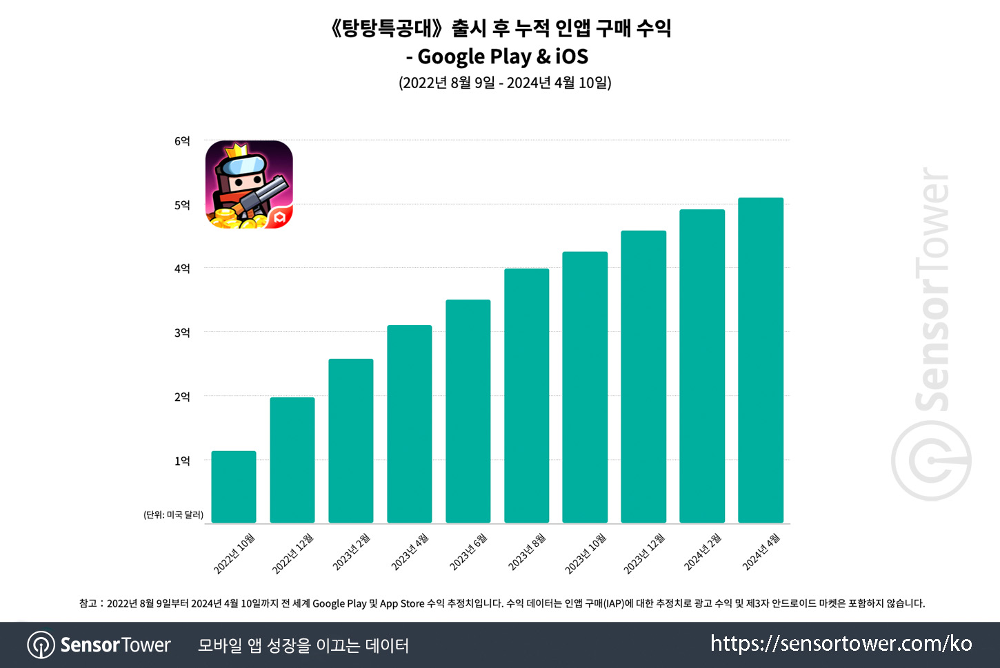 《탕탕특공대》 출시 후 누적 인앱 구매 수익
- Google Play & iOS
(2022년 8월 9일 - 2024년 4월 10일)
6억
5억
4억
3억
2억
1억
(단위: 미국 달러)
2022년 10월
2022년 12월
2023년 2월
2023년 4월
2023년 6월
2023년 8월
2023년 10월
2023년 12월
2024년 2월
2024년 4월
SensorTower
참고 : 2022년 8월 9일부터 2024년 4월 10일까지 전 세계 Google Play 및 App Store 수익 추정치입니다. 수익 데이터는 인앱 구매(IAP)에 대한 추정치로 광고 수익 및 제3자 안드로이드 마켓은 포함하지 않습니다.
SensorTower
모바일 앱 성장을 이끄는 데이터
https://sensortower.com/ko